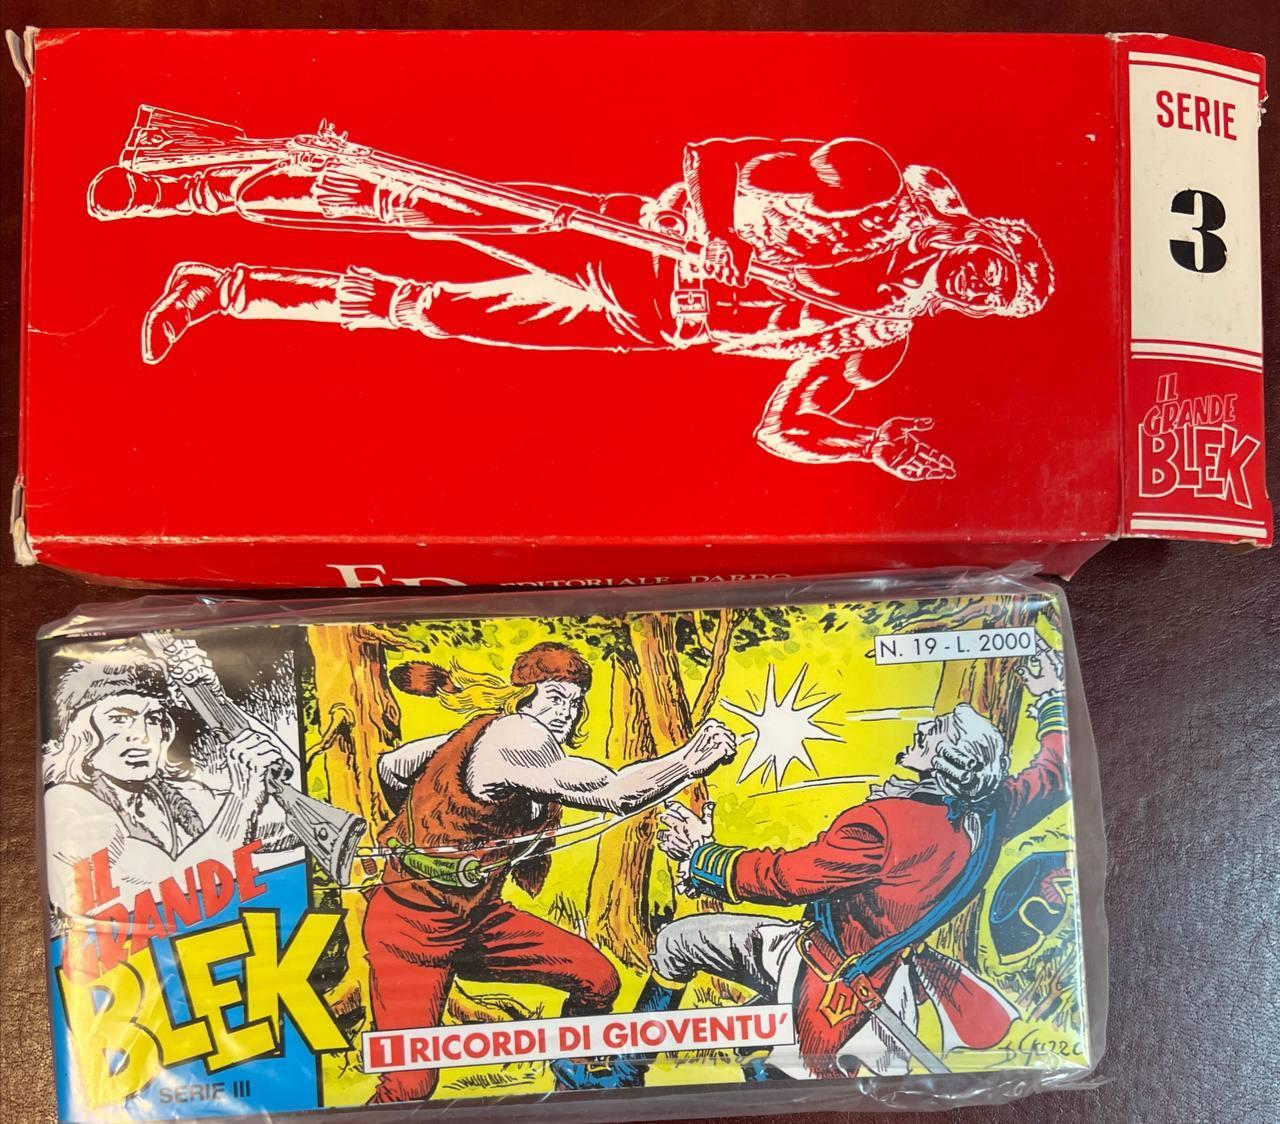 SERIE
3
IL
GRANDE
BLEK
EDITORIALE DARDO
N. 19 - L. 2000
IL
GRANDE
BLEK
SERIE III
1 RICORDI DI GIOVENTU'